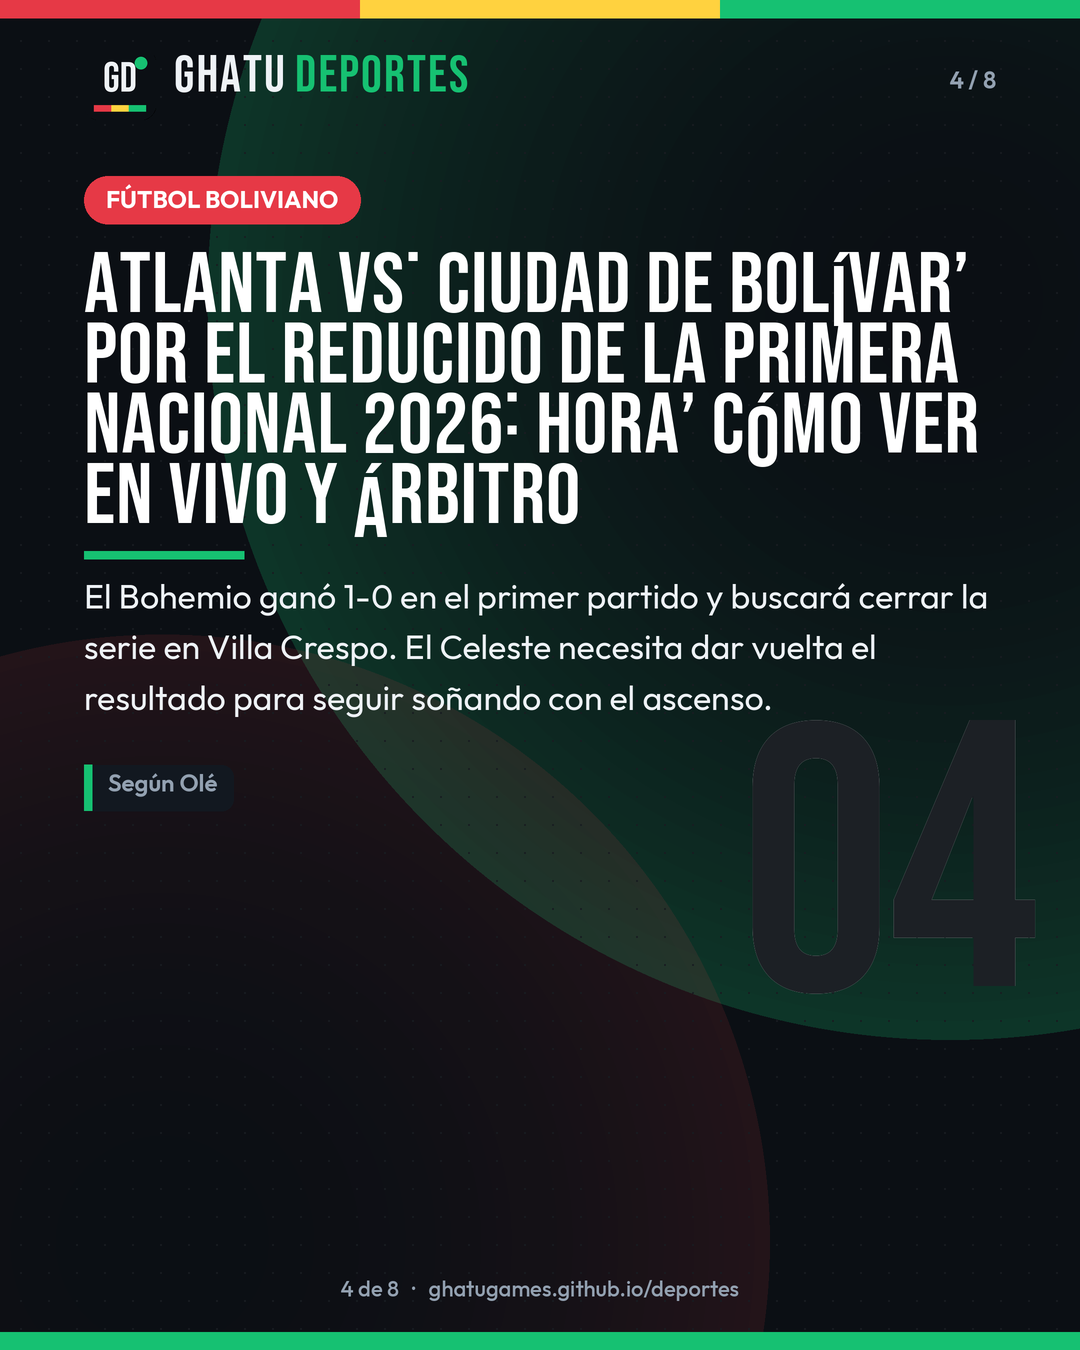 GD
GHATU DEPORTES
4 / 8
FÚTBOL BOLIVIANO
ATLANTA VS˙ CIUDAD DE BOLíVAR’
POR EL REDUCIDO DE LA PRIMERA
NACIONAL 2026: HORA’ CóMO VER
EN VIVO Y ÁRBITRO
El Bohemio ganó 1-0 en el primer partido y buscará cerrar la
serie en Villa Crespo. El Celeste necesita dar vuelta el
resultado para seguir soñando con el ascenso.
Según Olé
04
4 de 8 · ghatugames.github.io/deportes